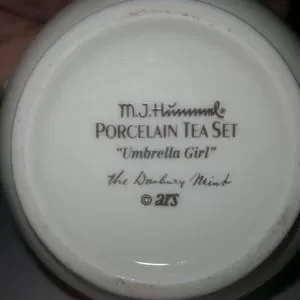 M.J.Hummel®
PORCELAIN TEA SET
"Umbrella Girl"
The Danbury Mint
© ars